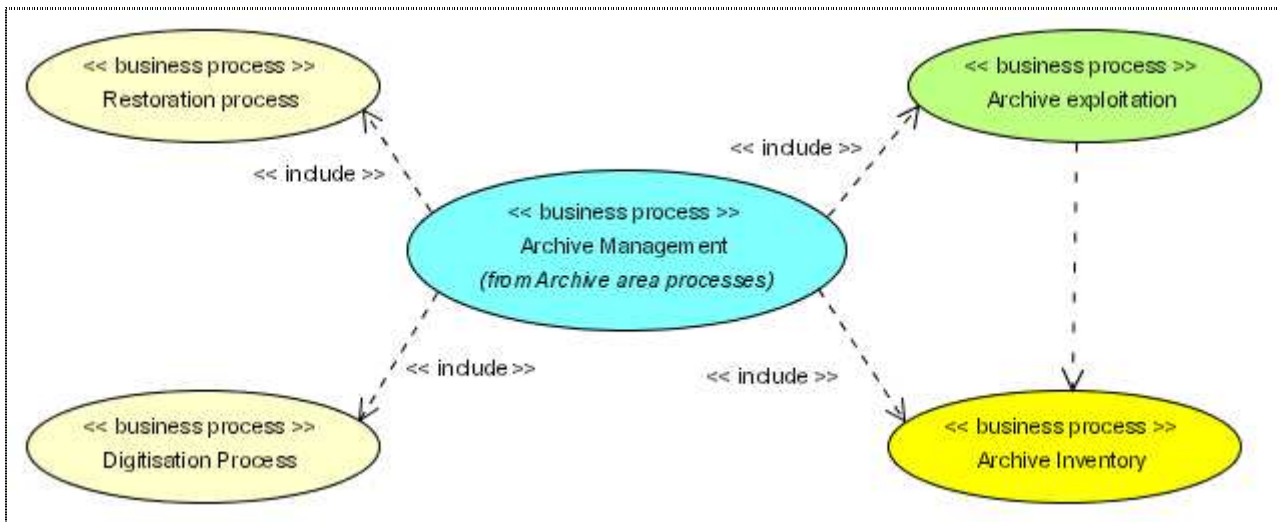 << business process >>
Restoration process
<< business process >>
Archive exploitation
<< include >>
<< include >>
<< business process >>
Archive Management
(from Archive area processes)
<< include >>
<< include >>
<< business process >>
Digitisation Process
<< business process >>
Archive Inventory